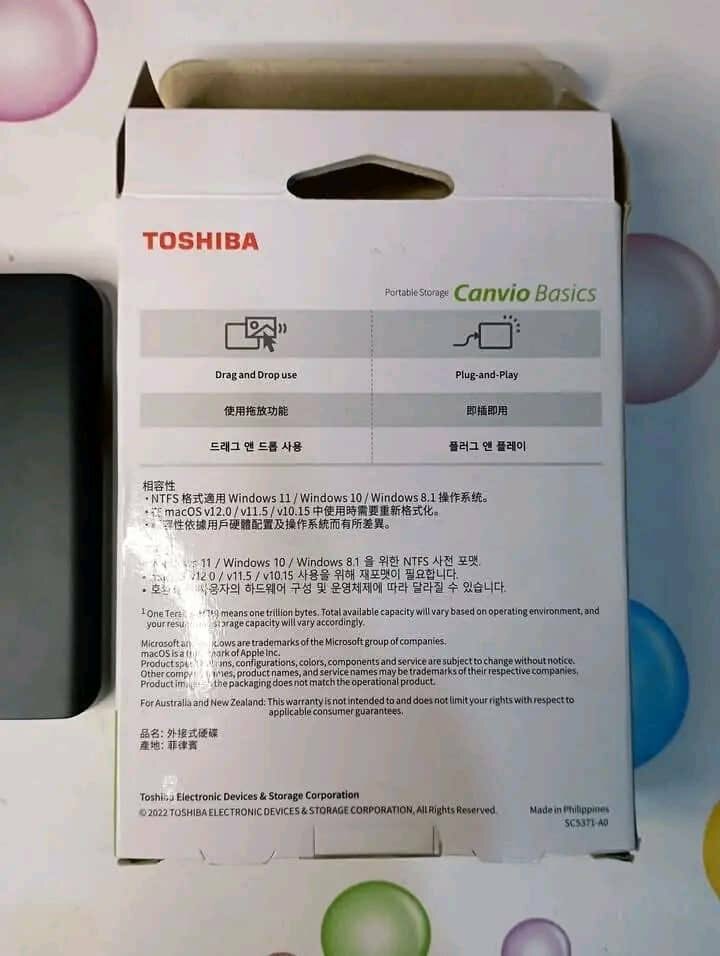 TOSHIBA
Portable Storage Canvio Basics
Drag and Drop use
Plug-and-Play
使用拖放功能
即插即用
드래그 앤 드롭 사용
플러그 앤 플레이
相容性
・NTFS 格式適用 Windows 11 / Windows 10 / Windows 8.1 操作系統。
・在 macOS v12.0 / v11.5 / v10.15 中使用時需要重新格式化。
容性依據用戶硬體配置及操作系統而有所差異。
11 / Windows 10 / Windows 8.1 을 위한 NTFS 사전 포맷.
v12.0 / v11.5 / v10.15 사용을 위해 재포맷이 필요합니다.
사용자의 하드웨어 구성 및 운영체제에 따라 달라질 수 있습니다.
1 One means one trillion bytes. Total available capacity will vary based on operating environment, and
your storage capacity will vary accordingly.
Microsoft are trademarks of the Microsoft group of companies.
macOS is a of Apple Inc.
Product configurations, colors, components and service are subject to change without notice.
Other product names, and service names may be trademarks of their respective companies.
Product the packaging does not match the operational product.
For Australia and New Zealand: This warranty is not intended to and does not limit your rights with respect to
applicable consumer guarantees.
品名: 外接式硬碟
產地: 菲律賓
Toshiba Electronic Devices & Storage Corporation
© 2022 TOSHIBA ELECTRONIC DEVICES & STORAGE CORPORATION, All Rights Reserved.
Made in Philippines
SC5371-A0